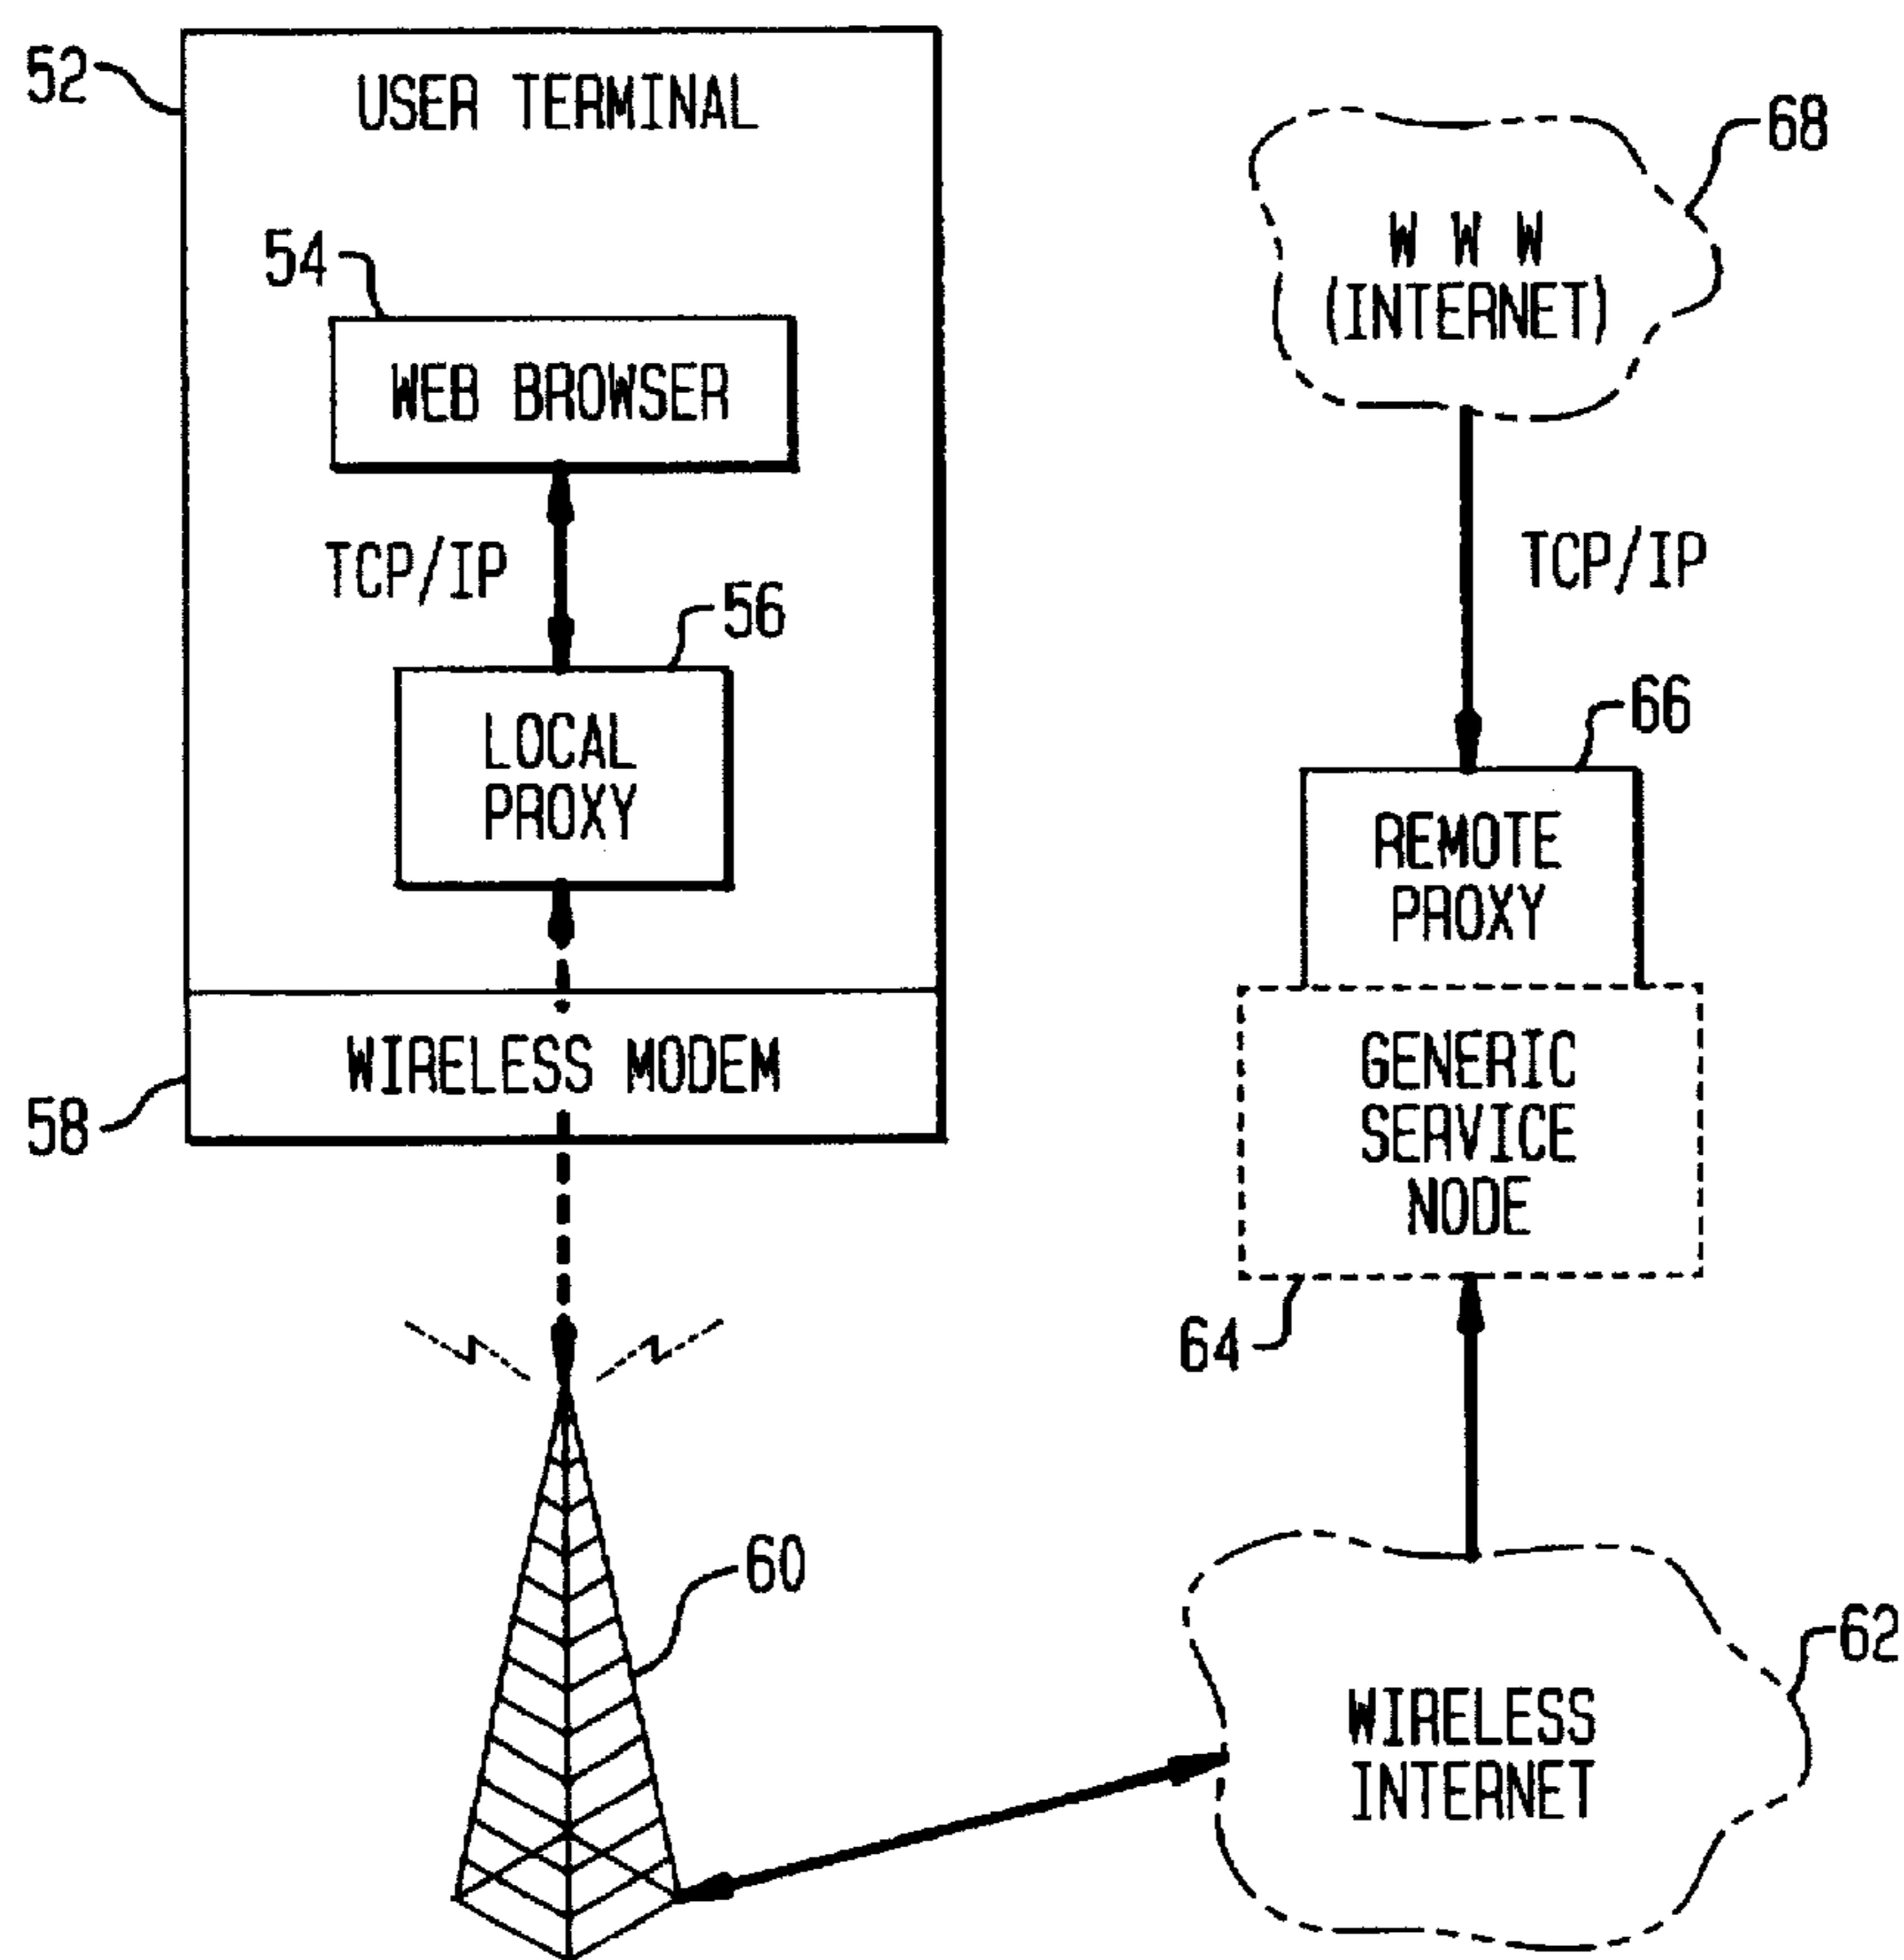 52
USER TERMINAL
54
WEB BROWSER
TCP/IP
56
LOCAL
PROXY
WIRELESS MODEM
58
60
68
W W W
(INTERNET)
TCP/IP
66
REMOTE
PROXY
GENERIC
SERVICE
NODE
64
62
WIRELESS
INTERNET